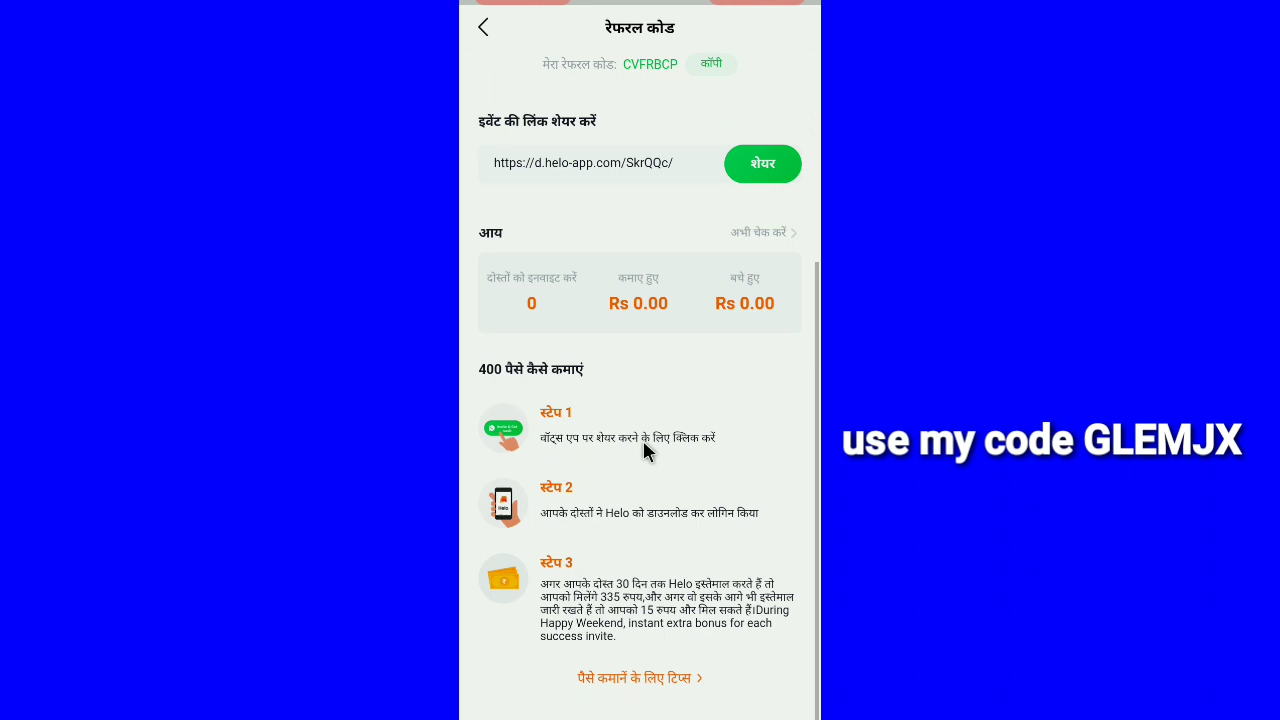 रेफरल कोड
मेरा रेफरल कोड: CVFRBCP कॉपी
इवेंट की लिंक शेयर करें
https://d.helo-app.com/SkrQQc/ शेयर
आय अभी चेक करें
दोस्तों को इनवाइट करें कमाए हुए बचे हुए
0 Rs 0.00 Rs 0.00
400 पैसे कैसे कमाएं
स्टेप 1
वॉट्स एप पर शेयर करने के लिए क्लिक करें
स्टेप 2
आपके दोस्तों ने Helo को डाउनलोड कर लोगिन किया
Helo
स्टेप 3
अगर आपके दोस्त 30 दिन तक Helo इस्तेमाल करते हैं तो
आपको मिलेंगे 335 रुपय,और अगर वो इसके आगे भी इस्तेमाल
जारी रखते हैं तो आपको 15 रुपय और मिल सकते हैं।During
Happy Weekend, instant extra bonus for each
success invite.
पैसे कमानें के लिए टिप्स
use my code GLEMJX